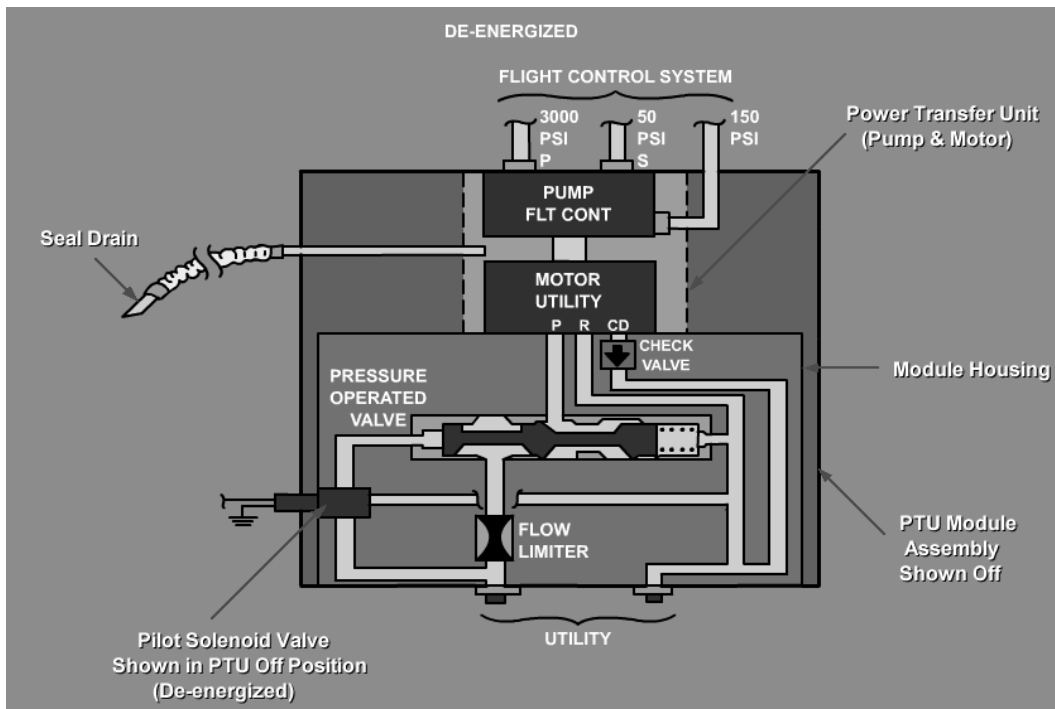 DE-ENERGIZED
FLIGHT CONTROL SYSTEM
3000
PSI
P
50
PSI
S
150
PSI
Power Transfer Unit
(Pump & Motor)
PUMP
FLT CONT
Seal Drain
MOTOR
UTILITY
P R CD
CHECK
VALVE
Module Housing
PRESSURE
OPERATED
VALVE
FLOW
LIMITER
PTU Module
Assembly
Shown Off
UTILITY
Pilot Solenoid Valve
Shown in PTU Off Position
(De-energized)